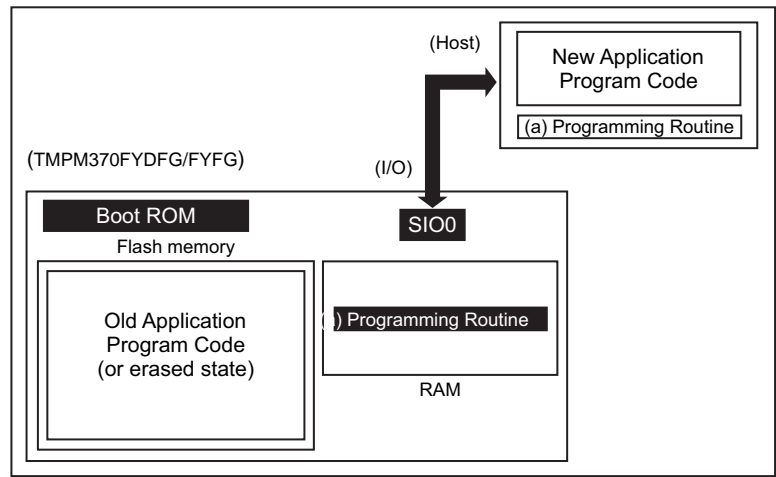 (Host)
New Application
Program Code
(a) Programming Routine
(TMPM370FYDFG/FYFG)
(I/O)
Boot ROM
SIO0
Flash memory
Old Application
Program Code
(or erased state)
) Programming Routine
RAM